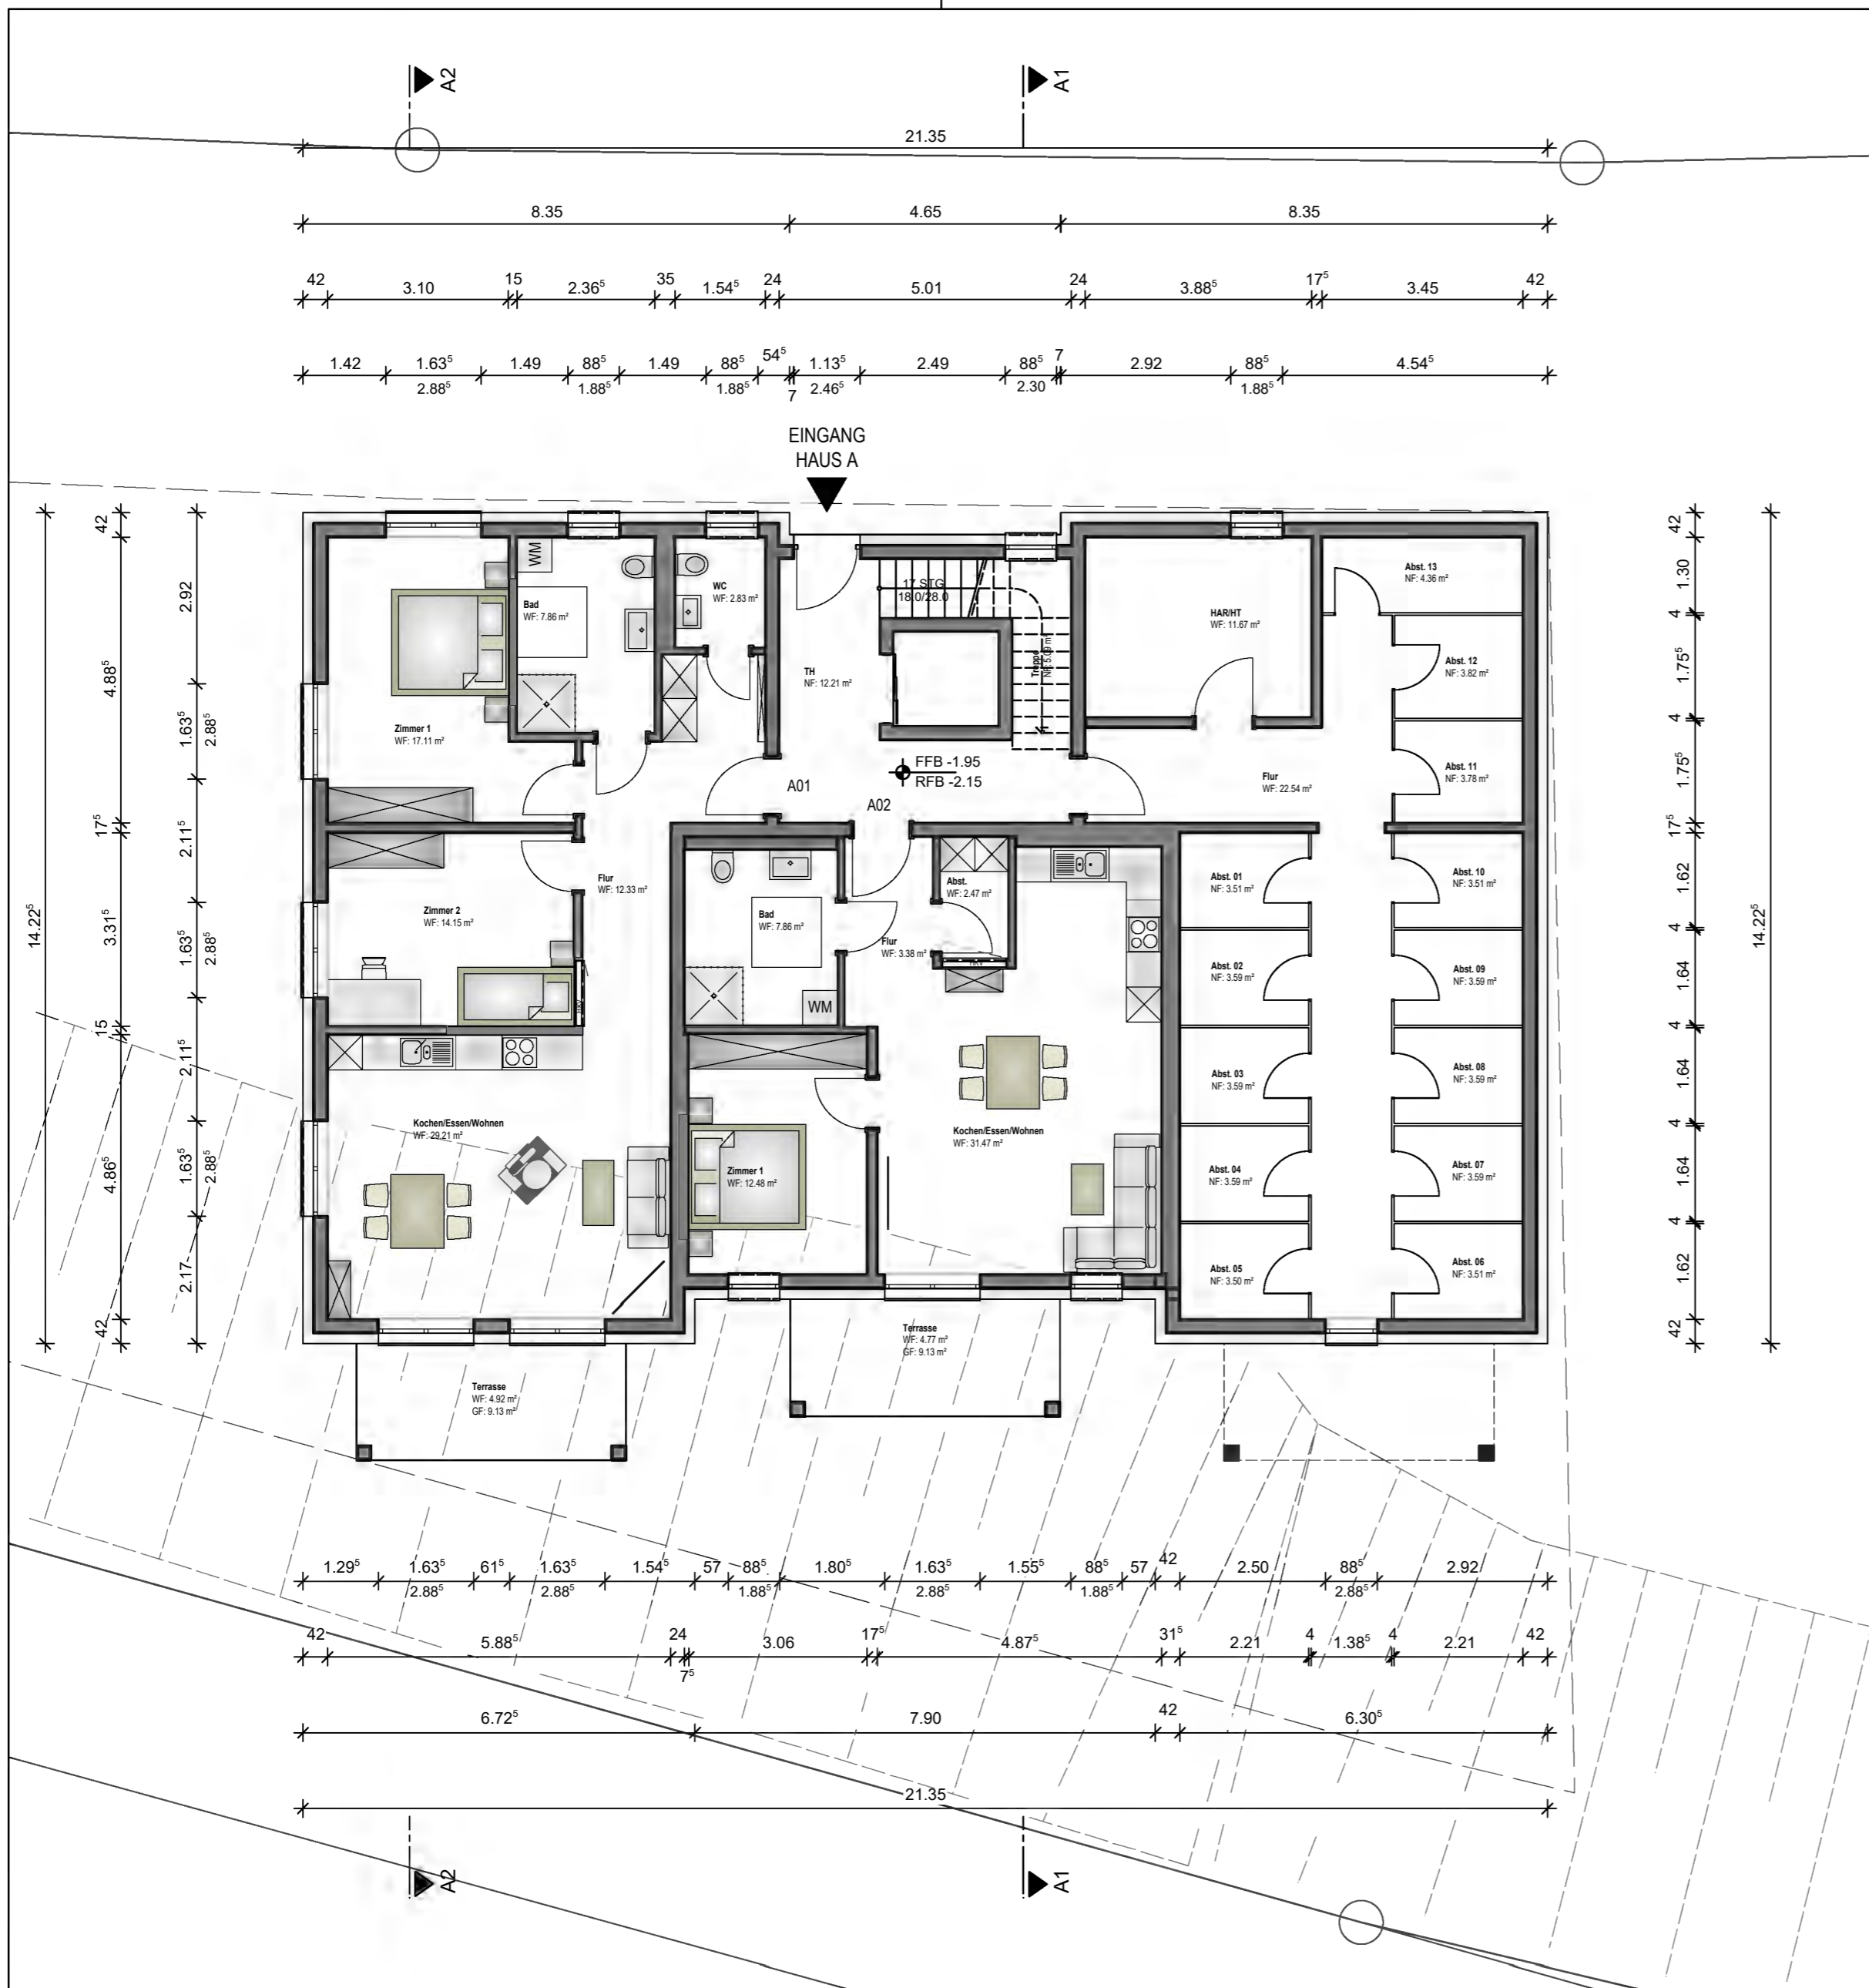 A2
A1
21.35
8.35
4.65
8.35
42
3.10
15
2.36⁵
35
1.54⁵
24
5.01
24
3.88⁵
17⁵
3.45
42
1.42
1.63⁵
2.88⁵
1.49
88⁵
1.88⁵
1.49
88⁵
1.88⁵
54⁵
7
1.13⁵
2.46⁵
2.49
88⁵
2.30
7
2.92
88⁵
1.88⁵
4.54⁵
EINGANG
HAUS A
14.22⁵
42
4.88⁵
17⁵
3.31⁵
15
4.86⁵
42
2.92
1.63⁵
2.88⁵
2.11⁵
1.63⁵
2.88⁵
2.11⁵
1.63⁵
2.88⁵
2.17
WM
Bad
WF: 7.86 m²
WC
WF: 2.83 m²
Zimmer 1
WF: 17.11 m²
TH
NF: 12.21 m²
17 STG
18.0/28.0
Treppe
NF: 5.09 m²
FFB -1.95
RFB -2.15
A01
A02
HAR/HT
WF: 11.67 m²
Flur
WF: 22.54 m²
Abst. 13
NF: 4.36 m²
Abst. 12
NF: 3.82 m²
Abst. 11
NF: 3.78 m²
Zimmer 2
WF: 14.15 m²
Flur
WF: 12.33 m²
HKV
Bad
WF: 7.86 m²
WM
Flur
WF: 3.38 m²
Abst.
WF: 2.47 m²
HKV
Abst. 01
NF: 3.51 m²
Abst. 10
NF: 3.51 m²
Abst. 02
NF: 3.59 m²
Abst. 09
NF: 3.59 m²
Abst. 03
NF: 3.59 m²
Abst. 08
NF: 3.59 m²
Abst. 04
NF: 3.59 m²
Abst. 07
NF: 3.59 m²
Abst. 05
NF: 3.50 m²
Abst. 06
NF: 3.51 m²
Kochen/Essen/Wohnen
WF: 29.21 m²
Zimmer 1
WF: 12.48 m²
Kochen/Essen/Wohnen
WF: 31.47 m²
Terrasse
WF: 4.92 m²
GF: 9.13 m²
Terrasse
WF: 4.77 m²
GF: 9.13 m²
42
1.30
4
1.75⁵
4
1.75⁵
17⁵
1.62
4
1.64
4
1.64
4
1.64
4
1.62
42
14.22⁵
1.29⁵
1.63⁵
2.88⁵
61⁵
1.63⁵
2.88⁵
1.54⁵
57
88⁵
1.88⁵
1.80⁵
1.63⁵
2.88⁵
1.55⁵
88⁵
1.88⁵
57
42
2.50
88⁵
2.88⁵
2.92
42
5.88⁵
24
7⁵
3.06
17⁵
4.87⁵
31⁵
2.21
4
1.38⁵
4
2.21
42
6.72⁵
7.90
42
6.30⁵
21.35
A2
A1